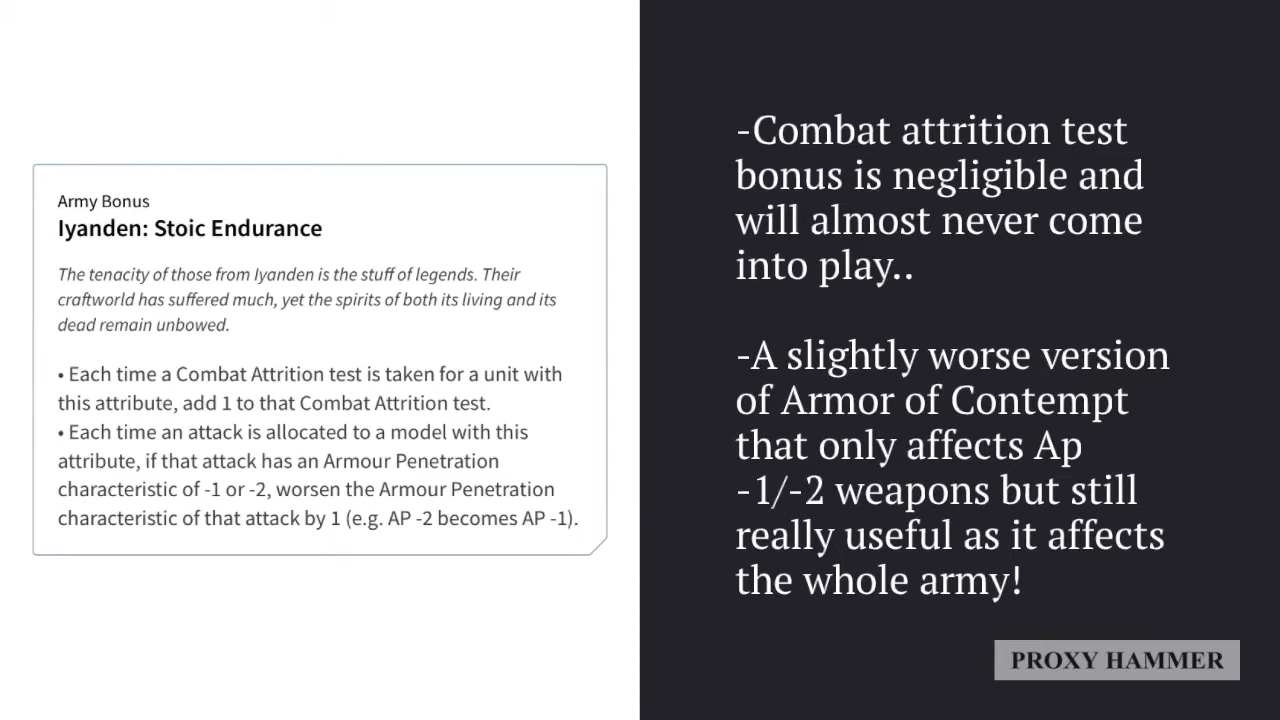 Army Bonus
Iyanden: Stoic Endurance
The tenacity of those from Iyanden is the stuff of legends. Their
craftworld has suffered much, yet the spirits of both its living and its
dead remain unbowed.
• Each time a Combat Attrition test is taken for a unit with
this attribute, add 1 to that Combat Attrition test.
• Each time an attack is allocated to a model with this
attribute, if that attack has an Armour Penetration
characteristic of -1 or -2, worsen the Armour Penetration
characteristic of that attack by 1 (e.g. AP -2 becomes AP -1).
-Combat attrition test
bonus is negligible and
will almost never come
into play..
-A slightly worse version
of Armor of Contempt
that only affects Ap
-1/-2 weapons but still
really useful as it affects
the whole army!
PROXY HAMMER